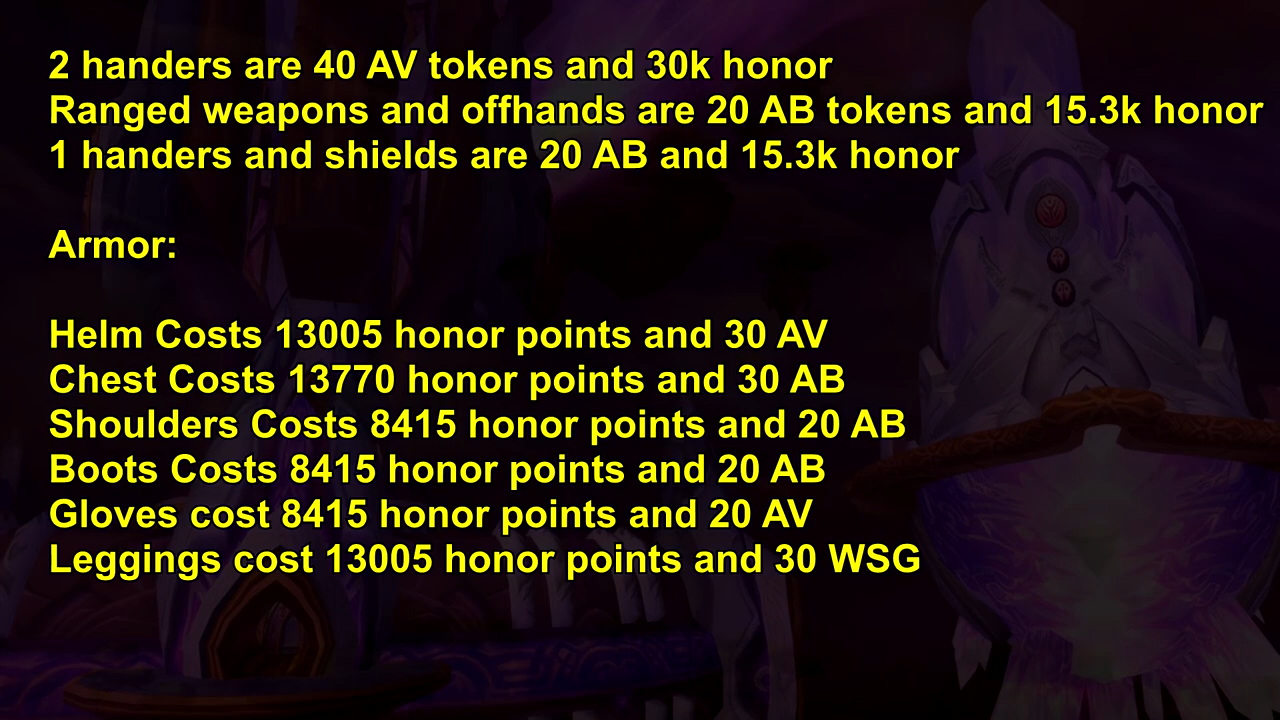 2 handers are 40 AV tokens and 30k honor
Ranged weapons and offhands are 20 AB tokens and 15.3k honor
1 handers and shields are 20 AB and 15.3k honor
Armor:
Helm Costs 13005 honor points and 30 AV
Chest Costs 13770 honor points and 30 AB
Shoulders Costs 8415 honor points and 20 AB
Boots Costs 8415 honor points and 20 AB
Gloves cost 8415 honor points and 20 AV
Leggings cost 13005 honor points and 30 WSG